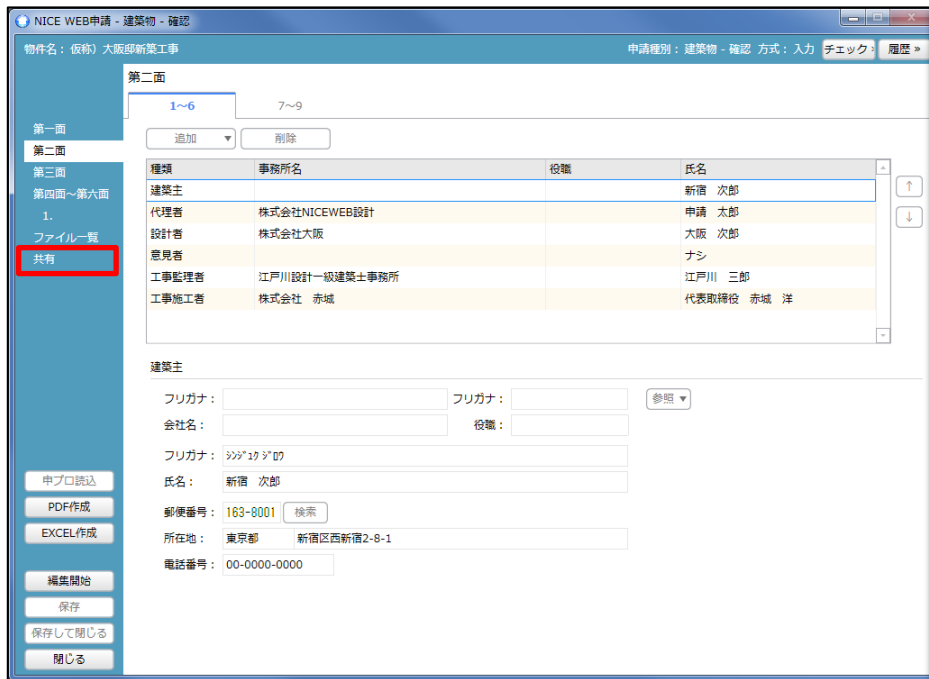 NICE WEB申請 - 建築物 - 確認
物件名： 仮称）大阪邸新築工事
申請種別： 建築物 - 確認 方式： 入力 チェック » 履歴 »
第二面
1～6 7～9
第一面
第二面
第三面
第四面～第六面
1.
ファイル一覧
共有
追加 ▼ 削除
種類 事務所名 役職 氏名
建築主 新宿 次郎
代理者 株式会社NICEWEB設計 申請 太郎
設計者 株式会社大阪 大阪 次郎
意見者 ナシ
工事監理者 江戸川設計一級建築士事務所 江戸川 三郎
工事施工者 株式会社 赤城 代表取締役 赤城 洋
↑
↓
建築主
フリガナ： フリガナ： 参照 ▼
会社名： 役職：
フリガナ： ｼﾝｼﾞｭｸ ｼﾞﾛｳ
氏名： 新宿 次郎
郵便番号： 163-8001 検索
所在地： 東京都 新宿区西新宿2-8-1
電話番号： 00-0000-0000
申プロ読込
PDF作成
EXCEL作成
編集開始
保存
保存して閉じる
閉じる